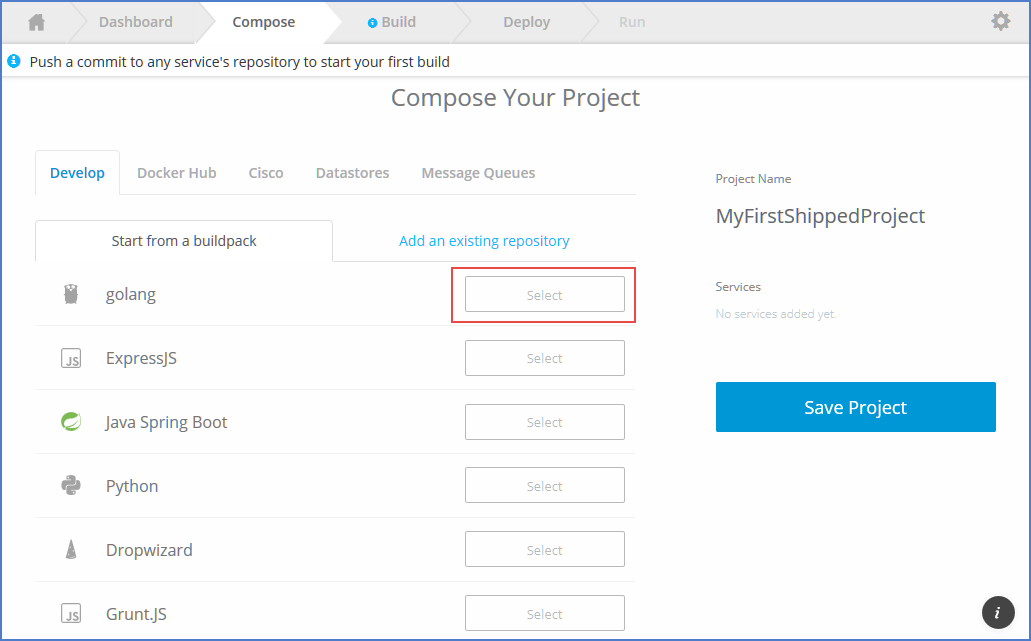 Dashboard Compose Build Deploy Run
Push a commit to any service's repository to start your first build
Compose Your Project
Develop Docker Hub Cisco Datastores Message Queues
Start from a buildpack Add an existing repository
golang Select
JS ExpressJS Select
Java Spring Boot Select
Python Select
Dropwizard Select
JS Grunt.JS Select
Project Name
MyFirstShippedProject
Services
No services added yet.
Save Project
i